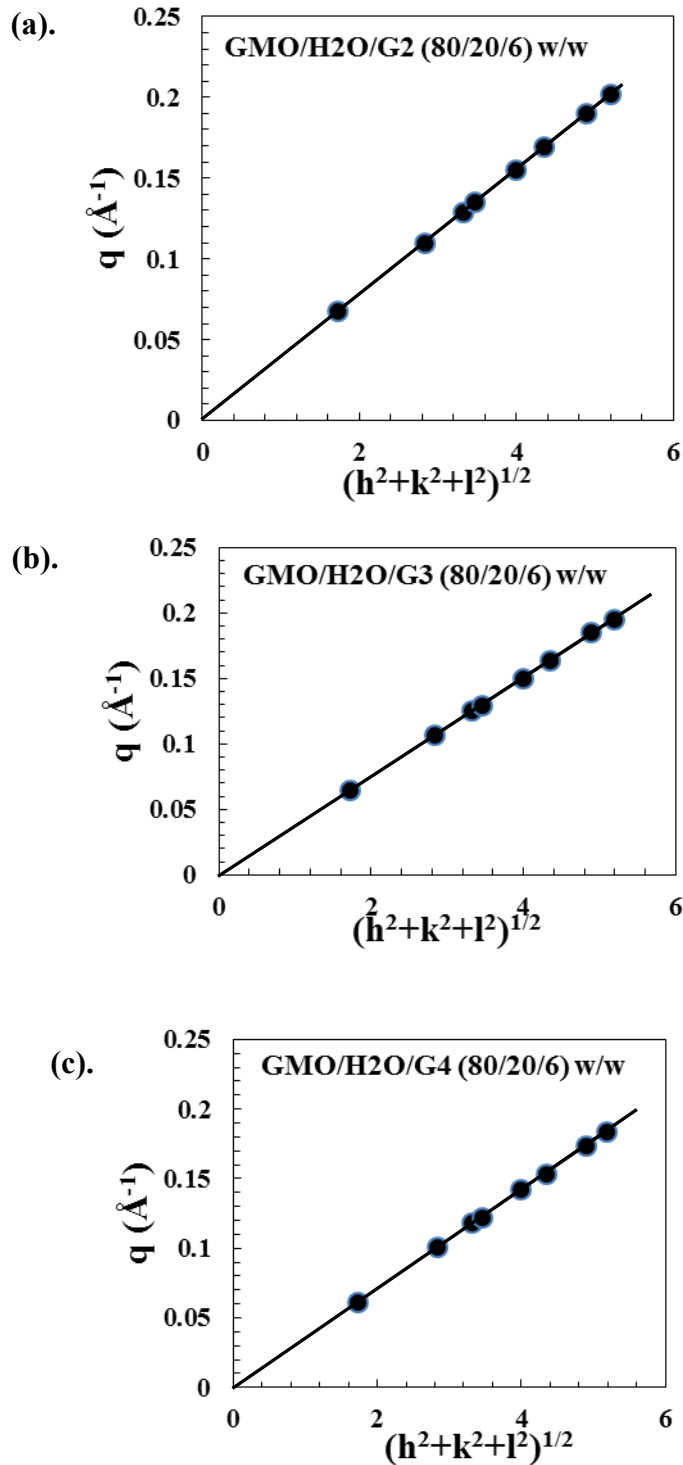 (a).
0.25
GMO/H2O/G2 (80/20/6) w/w
0.2
0.15
q (Å⁻¹)
0.1
0.05
0
0 2 4 6
(h²+k²+l²)¹/²
(b).
0.25
GMO/H2O/G3 (80/20/6) w/w
0.2
0.15
q (Å⁻¹)
0.1
0.05
0
0 2 4 6
(h²+k²+l²)¹/²
(c).
0.25
GMO/H2O/G4 (80/20/6) w/w
0.2
0.15
q (Å⁻¹)
0.1
0.05
0
0 2 4 6
(h²+k²+l²)¹/²